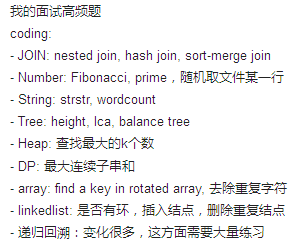 我的面试高频题
coding:
- JOIN: nested join, hash join, sort-merge join
- Number: Fibonacci, prime，随机取文件某一行
- String: strstr, wordcount
- Tree: height, lca, balance tree
- Heap: 查找最大的k个数
- DP: 最大连续子串和
- array: find a key in rotated array, 去除重复字符
- linkedlist: 是否有环，插入结点，删除重复结点
- 递归回溯：变化很多，这方面需要大量练习